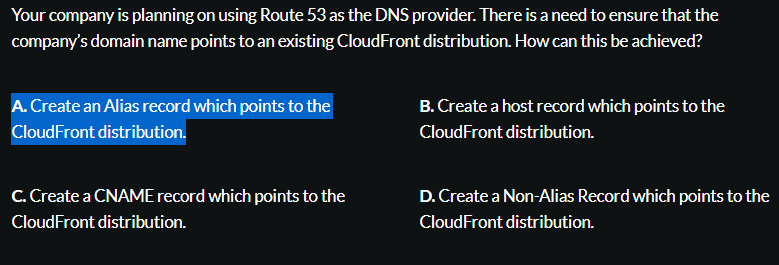 Your company is planning on using Route 53 as the DNS provider. There is a need to ensure that the
company's domain name points to an existing CloudFront distribution. How can this be achieved?
A. Create an Alias record which points to the
CloudFront distribution.
B. Create a host record which points to the
CloudFront distribution.
C. Create a CNAME record which points to the
CloudFront distribution.
D. Create a Non-Alias Record which points to the
CloudFront distribution.